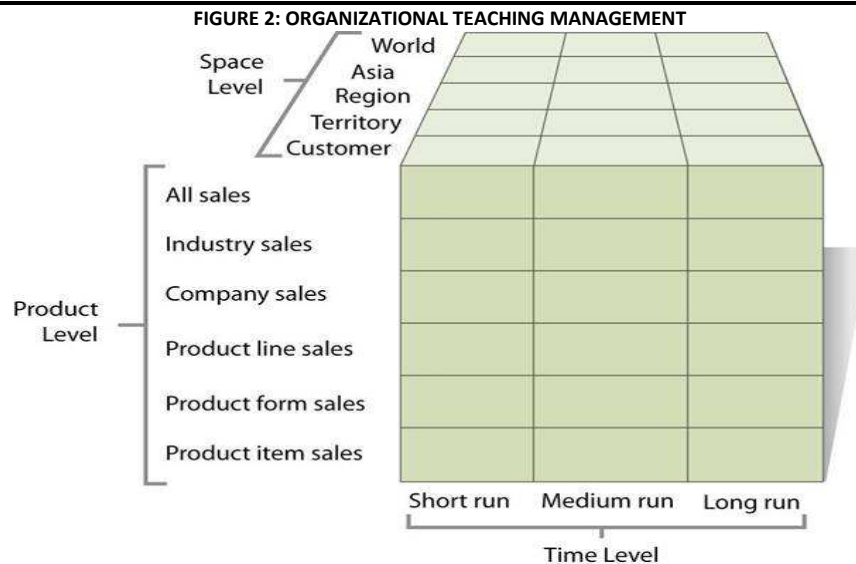 FIGURE 2: ORGANIZATIONAL TEACHING MANAGEMENT
Space
Level
World
Asia
Region
Territory
Customer
Product
Level
All sales
Industry sales
Company sales
Product line sales
Product form sales
Product item sales
Short run
Medium run
Long run
Time Level